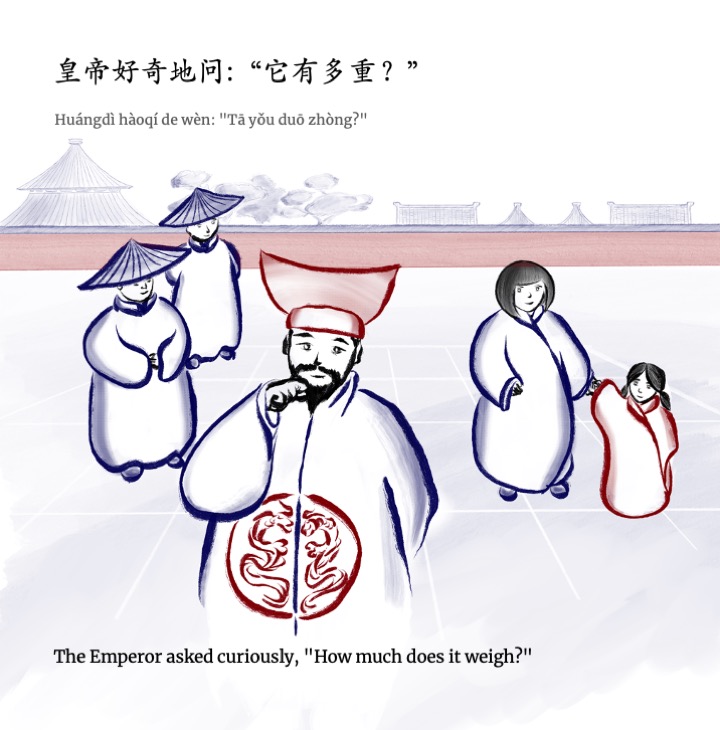 皇帝好奇地问:“它有多重？”
Huángdì hàoqí de wèn: "Tā yǒu duō zhòng?"
The Emperor asked curiously, "How much does it weigh?"